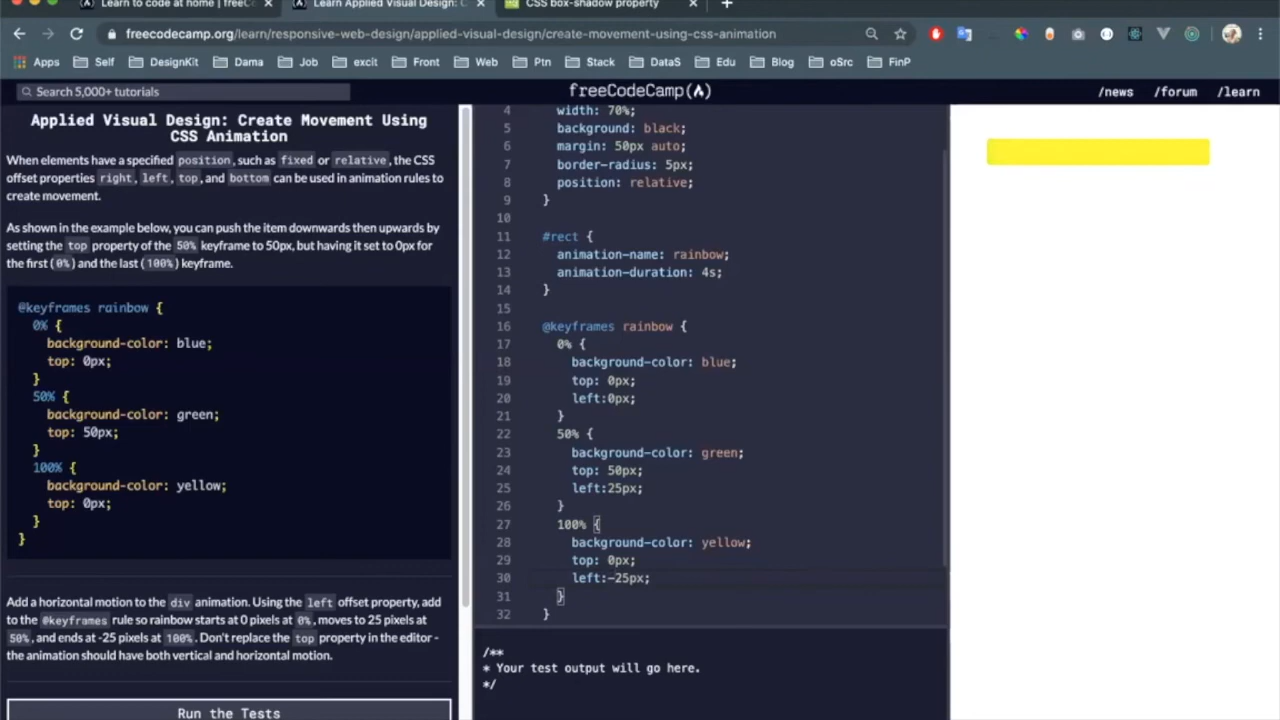 Learn to code at home | freeC
Learn Applied Visual Design: C
CSS box-shadow property
freecodecamp.org/learn/responsive-web-design/applied-visual-design/create-movement-using-css-animation
Apps Self DesignKit Dama Job excit Front Web Ptn Stack DataS Edu Blog oSrc FinP
Search 5,000+ tutorials
freeCodeCamp(🔥)
/news /forum /learn
Applied Visual Design: Create Movement Using
CSS Animation
When elements have a specified position, such as fixed or relative, the CSS
offset properties right, left, top, and bottom can be used in animation rules to
create movement.
As shown in the example below, you can push the item downwards then upwards by
setting the top property of the 50% keyframe to 50px, but having it set to 0px for
the first (0%) and the last (100%) keyframe.
@keyframes rainbow {
0% {
background-color: blue;
top: 0px;
}
50% {
background-color: green;
top: 50px;
}
100% {
background-color: yellow;
top: 0px;
}
}
Add a horizontal motion to the div animation. Using the left offset property, add
to the @keyframes rule so rainbow starts at 0 pixels at 0%, moves to 25 pixels at
50%, and ends at -25 pixels at 100%. Don't replace the top property in the editor -
the animation should have both vertical and horizontal motion.
Run the Tests
4 width: 70%;
5 background: black;
6 margin: 50px auto;
7 border-radius: 5px;
8 position: relative;
9 }
10
11 #rect {
12 animation-name: rainbow;
13 animation-duration: 4s;
14 }
15
16 @keyframes rainbow {
17 0% {
18 background-color: blue;
19 top: 0px;
20 left:0px;
21 }
22 50% {
23 background-color: green;
24 top: 50px;
25 left:25px;
26 }
27 100% {
28 background-color: yellow;
29 top: 0px;
30 left:-25px;
31 }
32 }
/**
* Your test output will go here.
*/